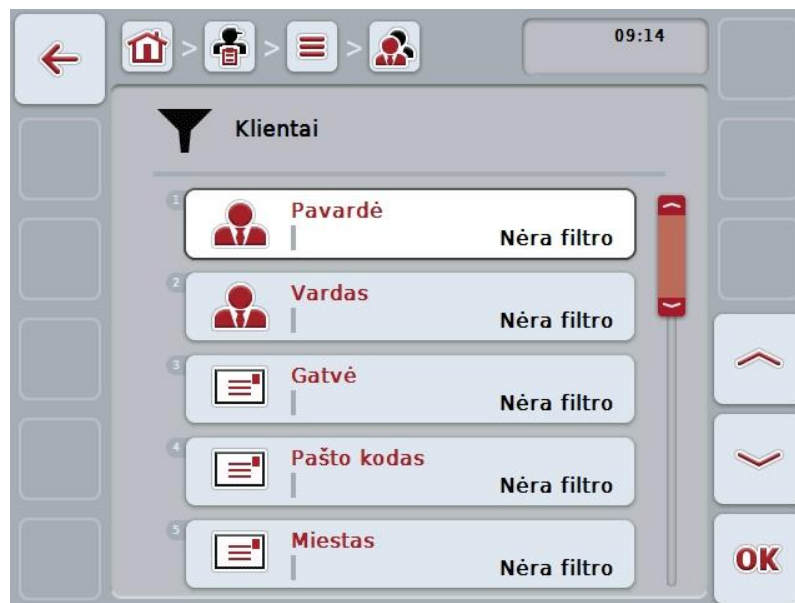 09:14
Klientai
1
Pavardė
Nėra filtro
2
Vardas
Nėra filtro
3
Gatvė
Nėra filtro
4
Pašto kodas
Nėra filtro
5
Miestas
Nėra filtro
OK